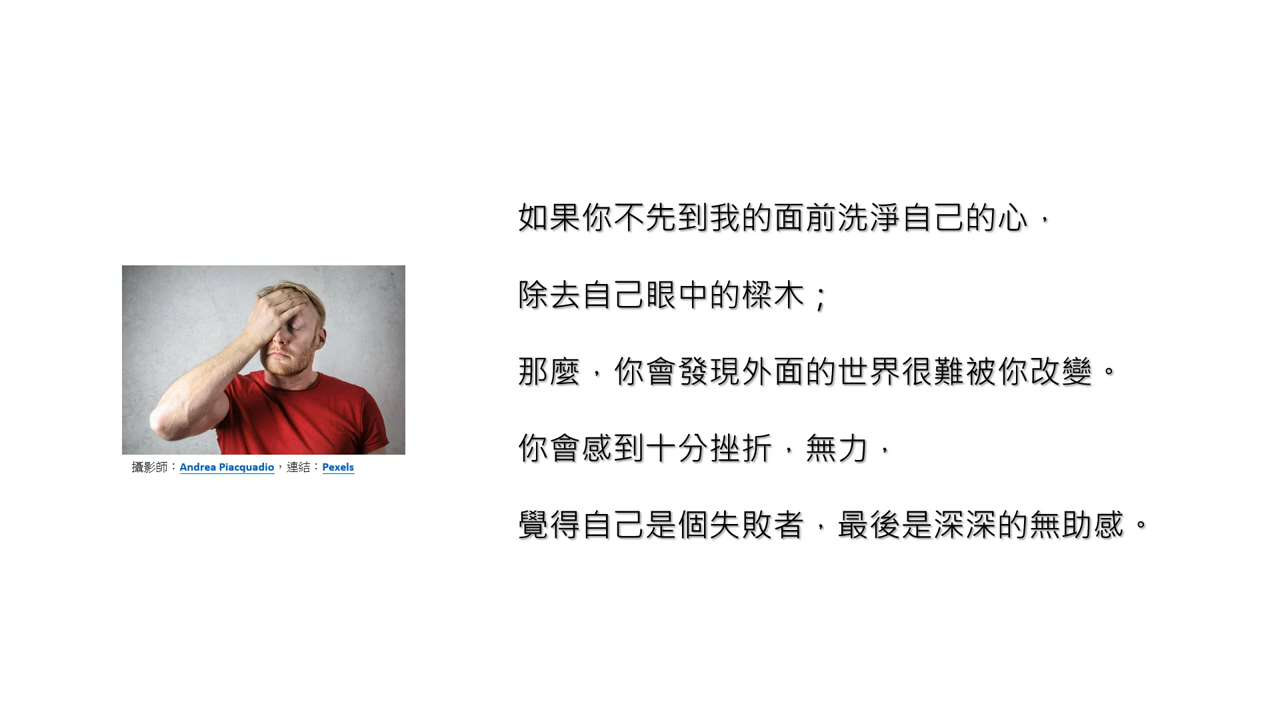 如果你不先到我的面前洗淨自己的心，
除去自己眼中的樑木；
那麼，你會發現外面的世界很難被你改變。
你會感到十分挫折，無力，
覺得自己是個失敗者，最後是深深的無助感。
攝影師：Andrea Piacquadio，連結：Pexels